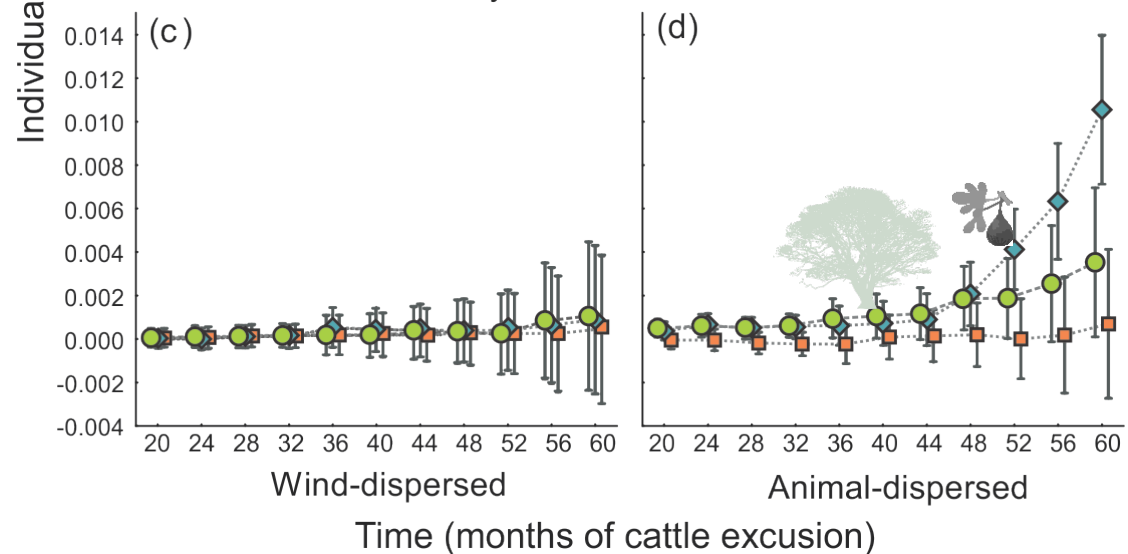 Individua
(c)
(d)
0.014
0.012
0.010
0.008
0.006
0.004
0.002
0.000
-0.002
-0.004
20 24 28 32 36 40 44 48 52 56 60
20 24 28 32 36 40 44 48 52 56 60
Wind-dispersed
Animal-dispersed
Time (months of cattle excusion)